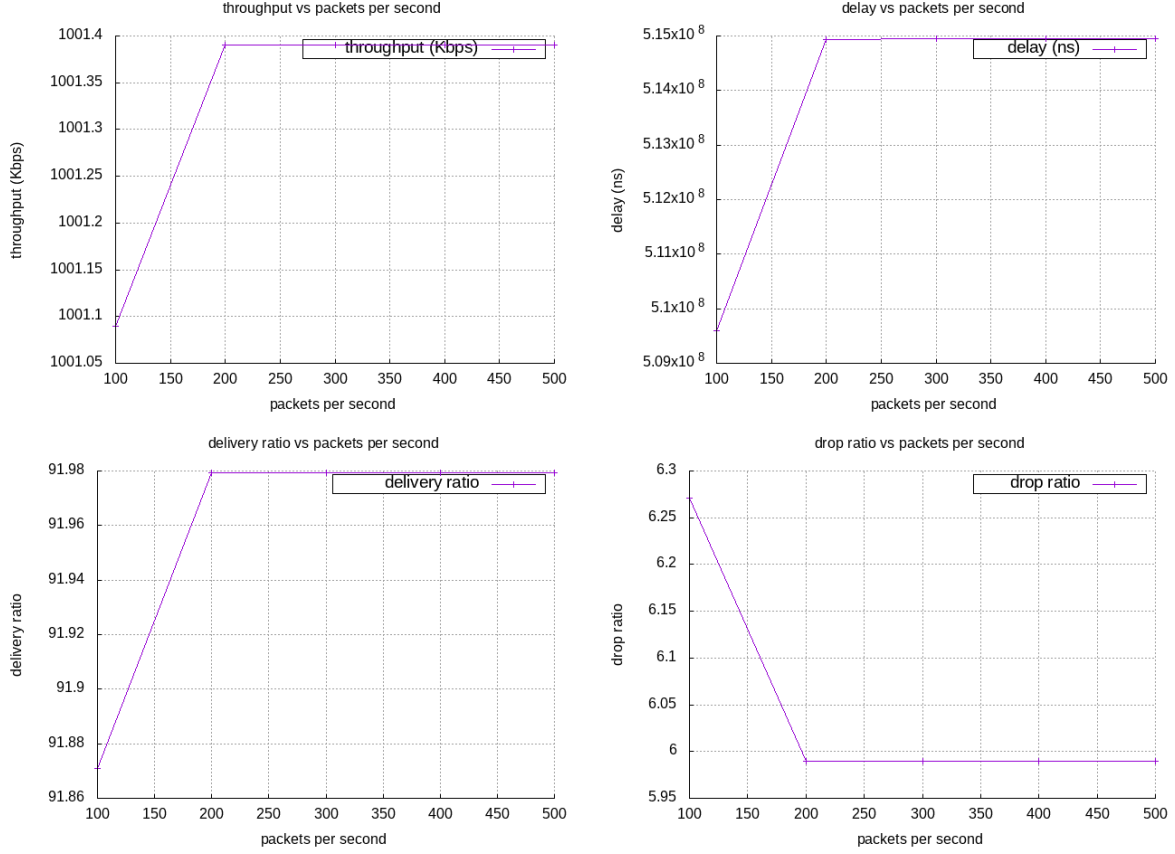 throughput vs packets per second
1001.4
1001.35
1001.3
1001.25
1001.2
1001.15
1001.1
1001.05
throughput (Kbps)
throughput (Kbps)
100 150 200 250 300 350 400 450 500
packets per second
delay vs packets per second
5.15x10 8
5.14x10 8
5.13x10 8
5.12x10 8
5.11x10 8
5.1x10 8
5.09x10 8
delay (ns)
delay (ns)
100 150 200 250 300 350 400 450 500
packets per second
delivery ratio vs packets per second
91.98
91.96
91.94
91.92
91.9
91.88
91.86
delivery ratio
delivery ratio
100 150 200 250 300 350 400 450 500
packets per second
drop ratio vs packets per second
6.3
6.25
6.2
6.15
6.1
6.05
6
5.95
drop ratio
drop ratio
100 150 200 250 300 350 400 450 500
packets per second